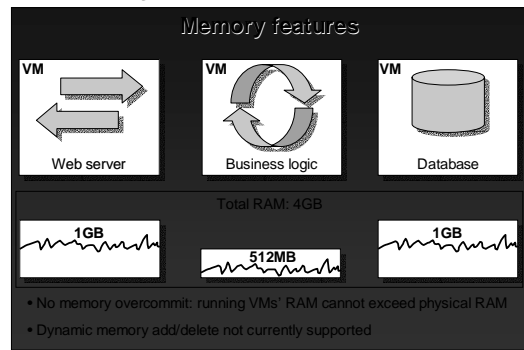 Memory features
VM VM VM
Web server Business logic Database
Total RAM: 4GB
1GB 512MB 1GB
• No memory overcommit: running VMs' RAM cannot exceed physical RAM
• Dynamic memory add/delete not currently supported